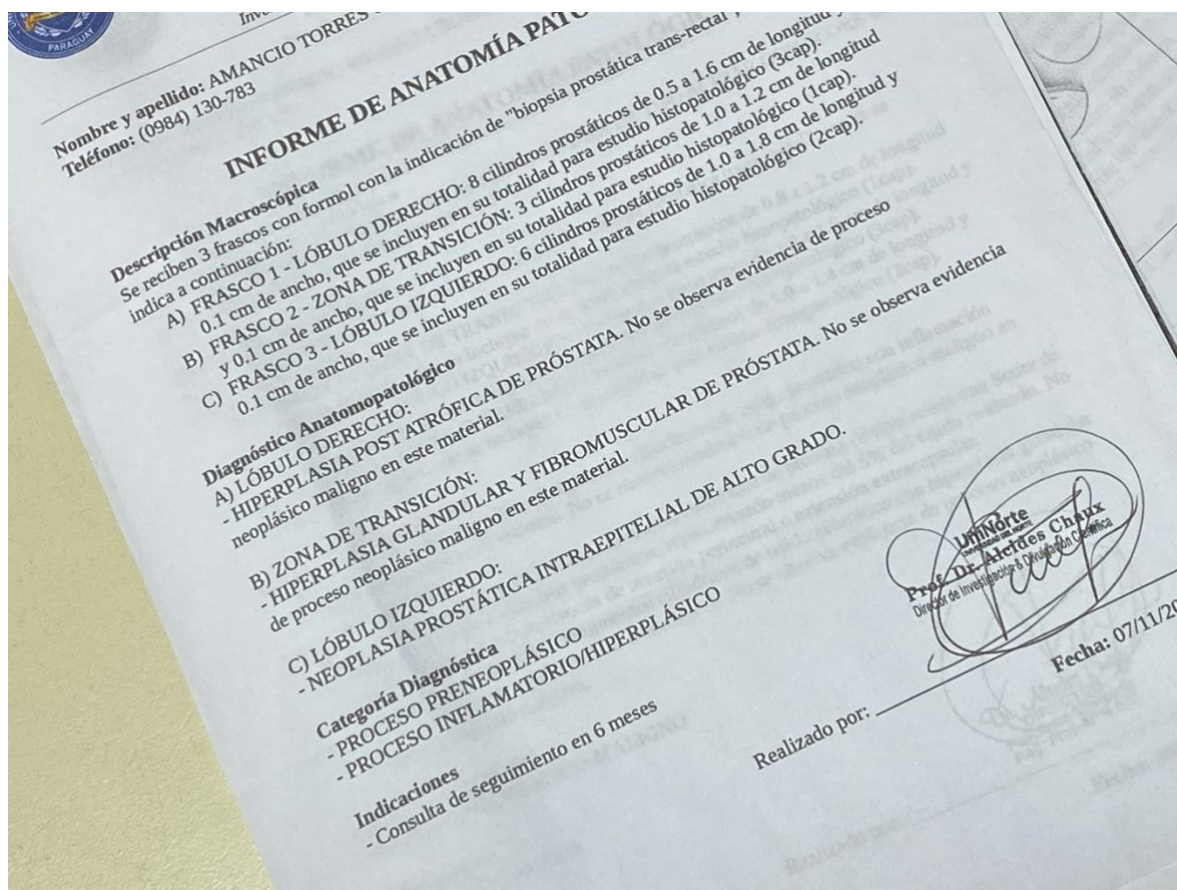 PARAGUAY
Nombre y apellido: AMANCIO TORRES
Teléfono: (0984) 130-783
INFORME DE ANATOMÍA
Descripción Macroscópica
Se reciben 3 frascos con formol con la indicación de "biopsia prostática trans-rectal",
indica a continuación:
A) FRASCO 1 - LÓBULO DERECHO: 8 cilindros prostáticos de 0.5 a 1.6 cm de longitud y
0.1 cm de ancho, que se incluyen en su totalidad para estudio histopatológico (3cap).
B) FRASCO 2 - ZONA DE TRANSICIÓN: 3 cilindros prostáticos de 1.0 a 1.2 cm de longitud
y 0.1 cm de ancho, que se incluyen en su totalidad para estudio histopatológico (1cap).
C) FRASCO 3 - LÓBULO IZQUIERDO: 6 cilindros prostáticos de 1.0 a 1.8 cm de longitud y
0.1 cm de ancho, que se incluyen en su totalidad para estudio histopatológico (2cap).
Diagnóstico Anatomopatológico
A) LÓBULO DERECHO:
- HIPERPLASIA POST ATRÓFICA DE PRÓSTATA. No se observa evidencia de proceso
neoplásico maligno en este material.
B) ZONA DE TRANSICIÓN:
- HIPERPLASIA GLANDULAR Y FIBROMUSCULAR DE PRÓSTATA. No se observa evidencia
de proceso neoplásico maligno en este material.
C) LÓBULO IZQUIERDO:
- NEOPLASIA PROSTÁTICA INTRAEPITELIAL DE ALTO GRADO.
Categoría Diagnóstica
- PROCESO PRENEOPLÁSICO
- PROCESO INFLAMATORIO/HIPERPLÁSICO
Indicaciones
- Consulta de seguimiento en 6 meses
UniNorte
UNIVERSIDAD DEL NORTE
Prof. Dr. Alcides Chaux
Director de Investigación & Divulgación Científica
Realizado por:
Fecha: 07/11/20